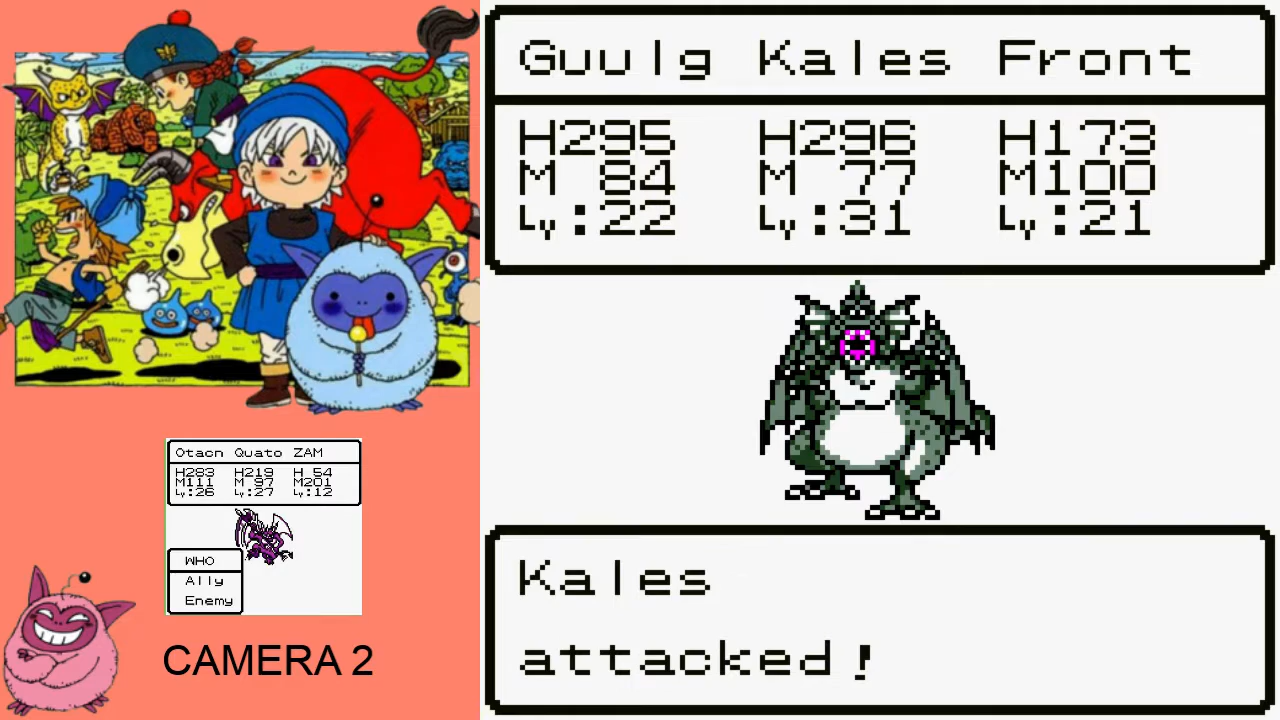 Guulg Kales Front
H295 H296 H173
M 84 M 77 M100
Lv:22 Lv:31 Lv:21
Kales
attacked!
Otacn Quato ZAM
H283 H219 H 54
M111 M 97 M201
Lv:26 Lv:27 Lv:12
WHO
Ally
Enemy
CAMERA 2